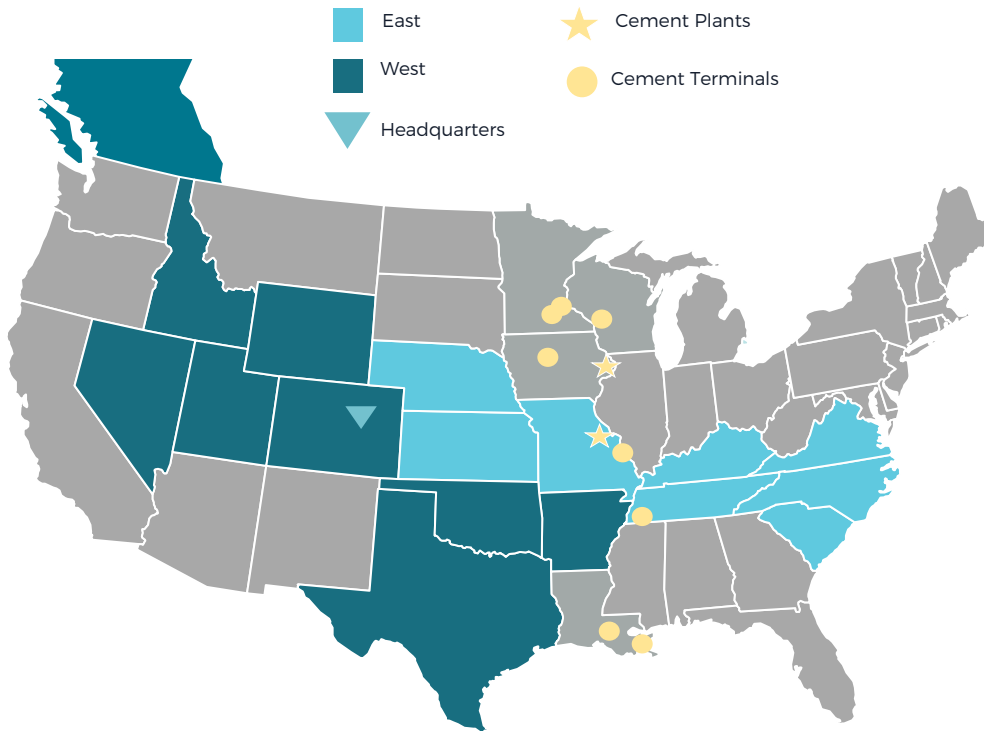 East
Cement Plants
West
Cement Terminals
Headquarters